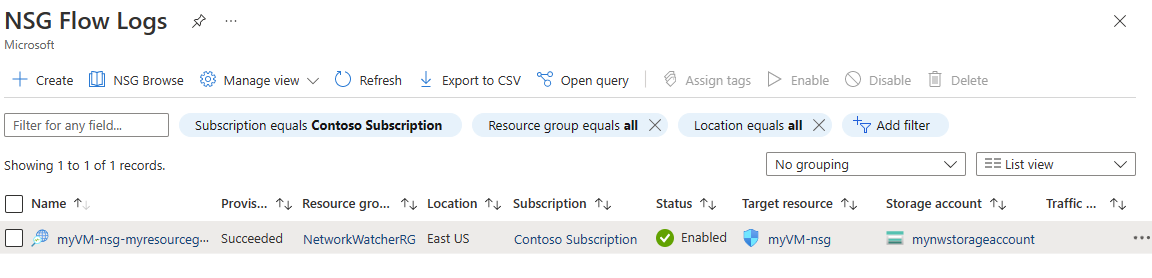 NSG Flow Logs ...
Microsoft
Create NSG Browse Manage view Refresh Export to CSV Open query Assign tags Enable Disable Delete
Filter for any field... Subscription equals Contoso Subscription Resource group equals all Location equals all Add filter
Showing 1 to 1 of 1 records. No grouping List view
Name Provis... Resource gro... Location Subscription Status Target resource Storage account Traffic ...
myVM-nsg-myresourceg... Succeeded NetworkWatcherRG East US Contoso Subscription Enabled myVM-nsg mynwstorageaccount ...